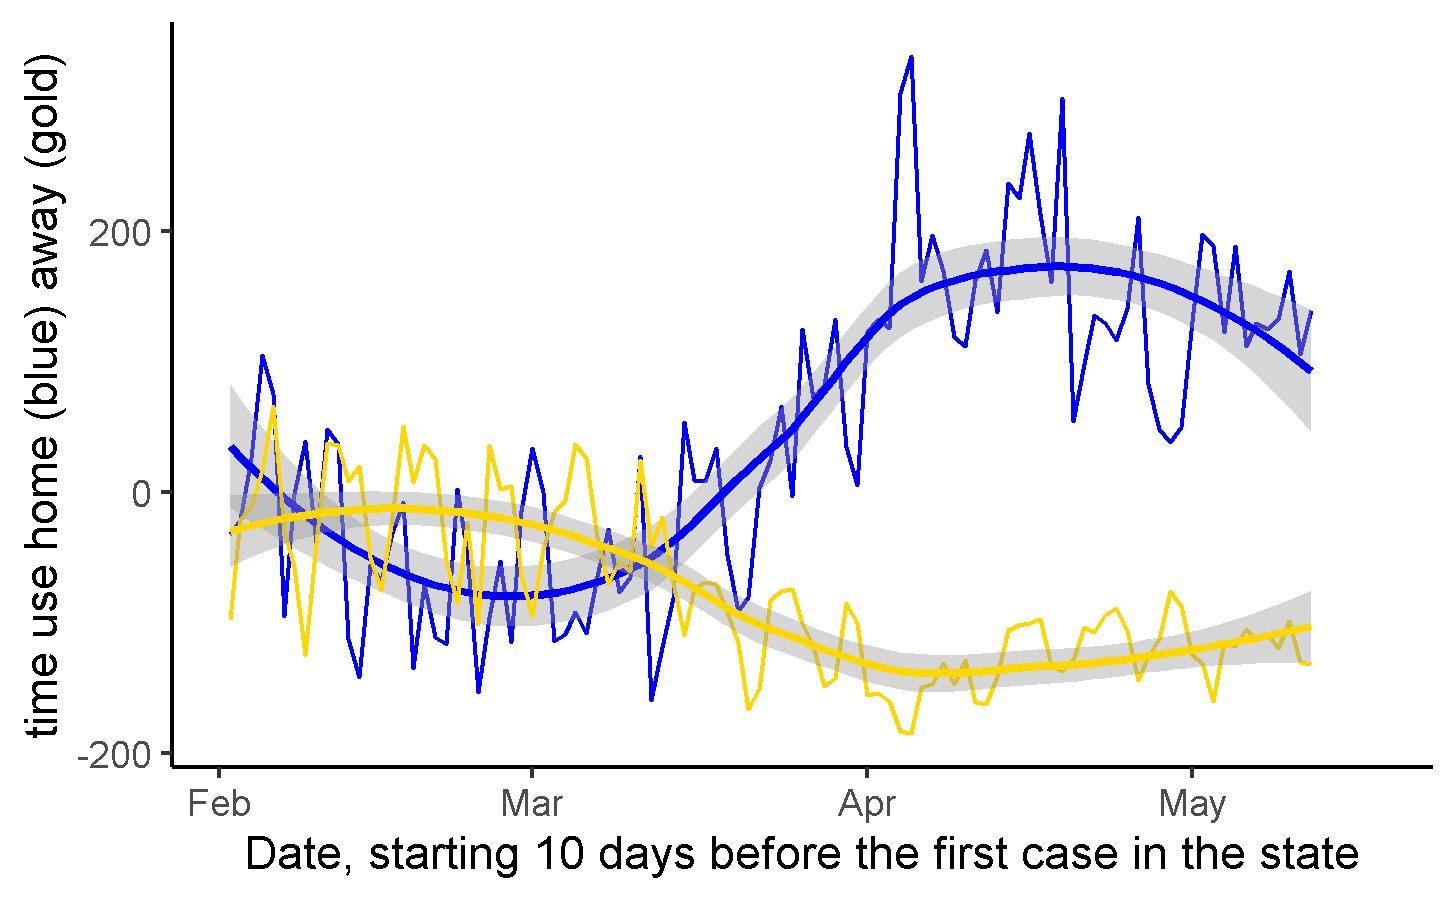 time use home (blue) away (gold)
200
0
-200
Feb
Mar
Apr
May
Date, starting 10 days before the first case in the state